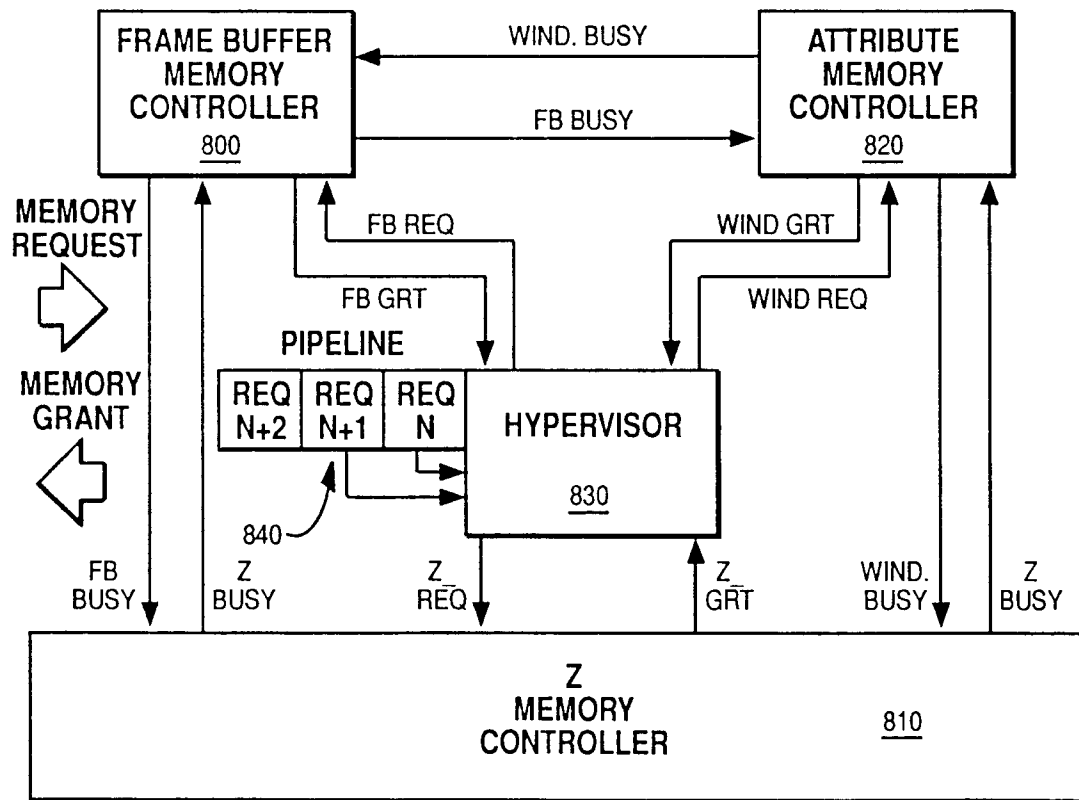 FRAME BUFFER
MEMORY
CONTROLLER
800
WIND. BUSY
FB BUSY
ATTRIBUTE
MEMORY
CONTROLLER
820
MEMORY
REQUEST
FB REQ
FB GRT
WIND GRT
WIND REQ
PIPELINE
MEMORY
GRANT
REQ
N+2
REQ
N+1
REQ
N
HYPERVISOR
830
840
FB
BUSY
Z
BUSY
Z_
REQ
Z_
GRT
WIND.
BUSY
Z
BUSY
Z
MEMORY
CONTROLLER
810